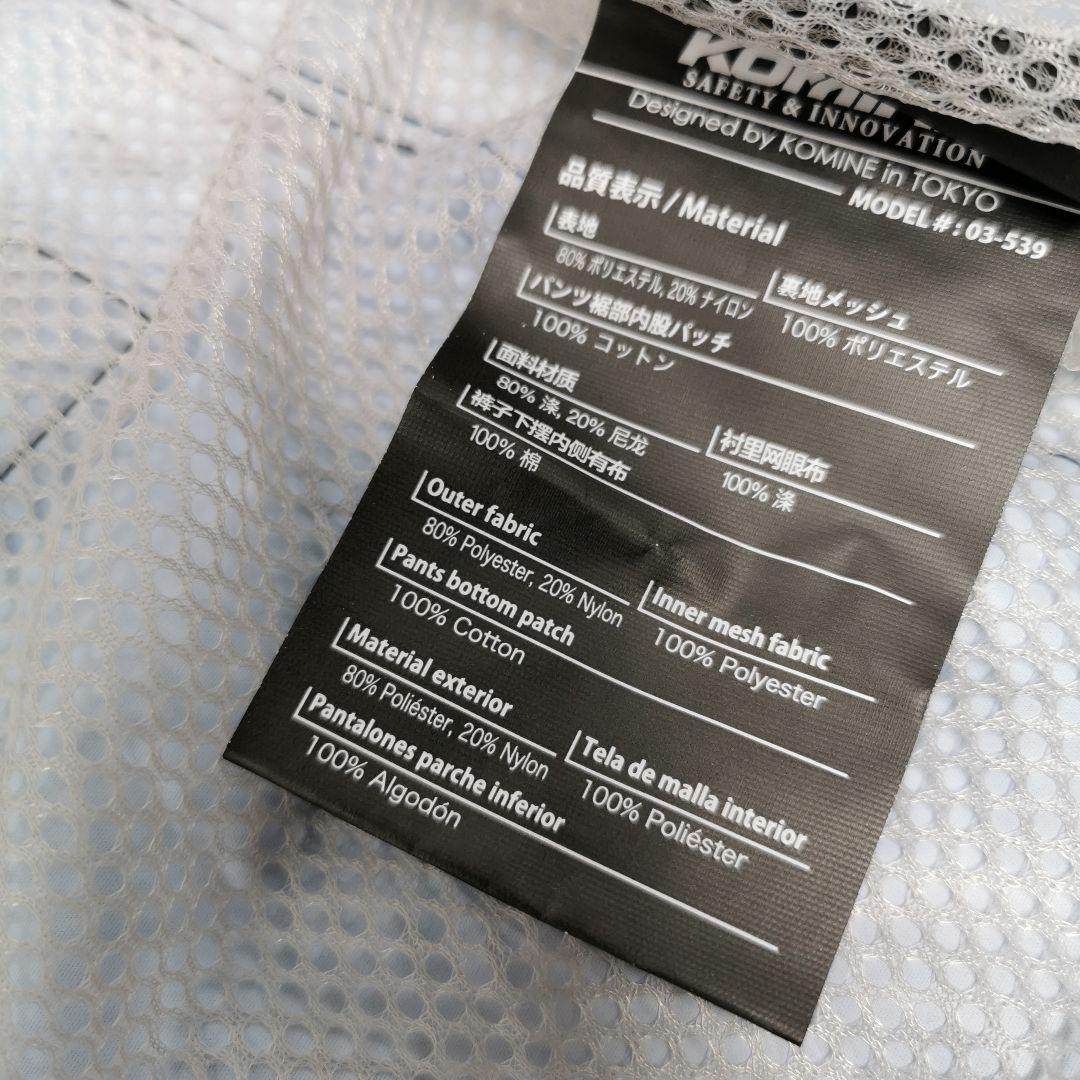 KOMINE
SAFETY & INNOVATION
Designed by KOMINE in TOKYO
MODEL # : 03-539
品質表示 / Material
表地
80% ポリエステル, 20% ナイロン
裏地メッシュ
100% ポリエステル
パンツ裾部内股パッチ
100% コットン
面料材质
80% 涤, 20% 尼龙
衬里网眼布
100% 涤
裤子下摆内侧有布
100% 棉
Outer fabric
80% Polyester, 20% Nylon
Inner mesh fabric
100% Polyester
Pants bottom patch
100% Cotton
Material exterior
80% Poliéster, 20% Nylon
Tela de malla interior
100% Poliéster
Pantalones parche inferior
100% Algodón